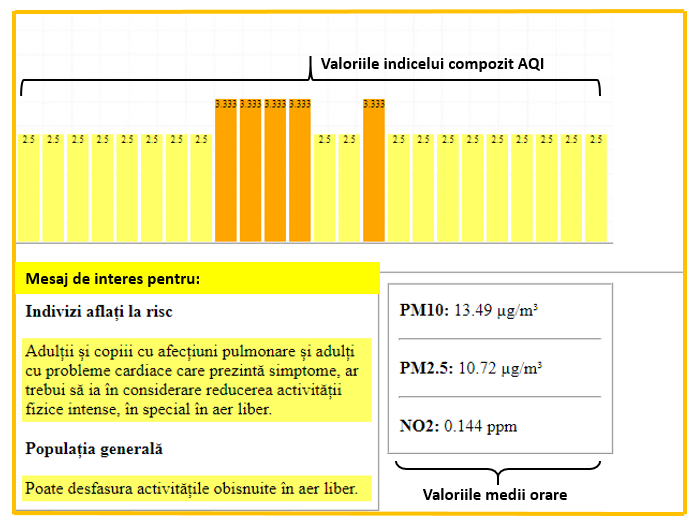 Valoriile indicelui compozit AQI
3.333 3.333 3.333 3.333 3.333
2.5 2.5 2.5 2.5 2.5 2.5 2.5 2.5 2.5 2.5 2.5 2.5 2.5 2.5 2.5 2.5 2.5 2.5 2.5
Mesaj de interes pentru:
Indivizi aflați la risc
Adulții și copiii cu afecțiuni pulmonare și adulți
cu probleme cardiace care prezintă simptome, ar
trebui să ia în considerare reducerea activității
fizice intense, în special în aer liber.
Populația generală
Poate desfasura activitățile obisnuite în aer liber.
PM10: 13.49 µg/m³
PM2.5: 10.72 µg/m³
NO2: 0.144 ppm
Valoriile medii orare